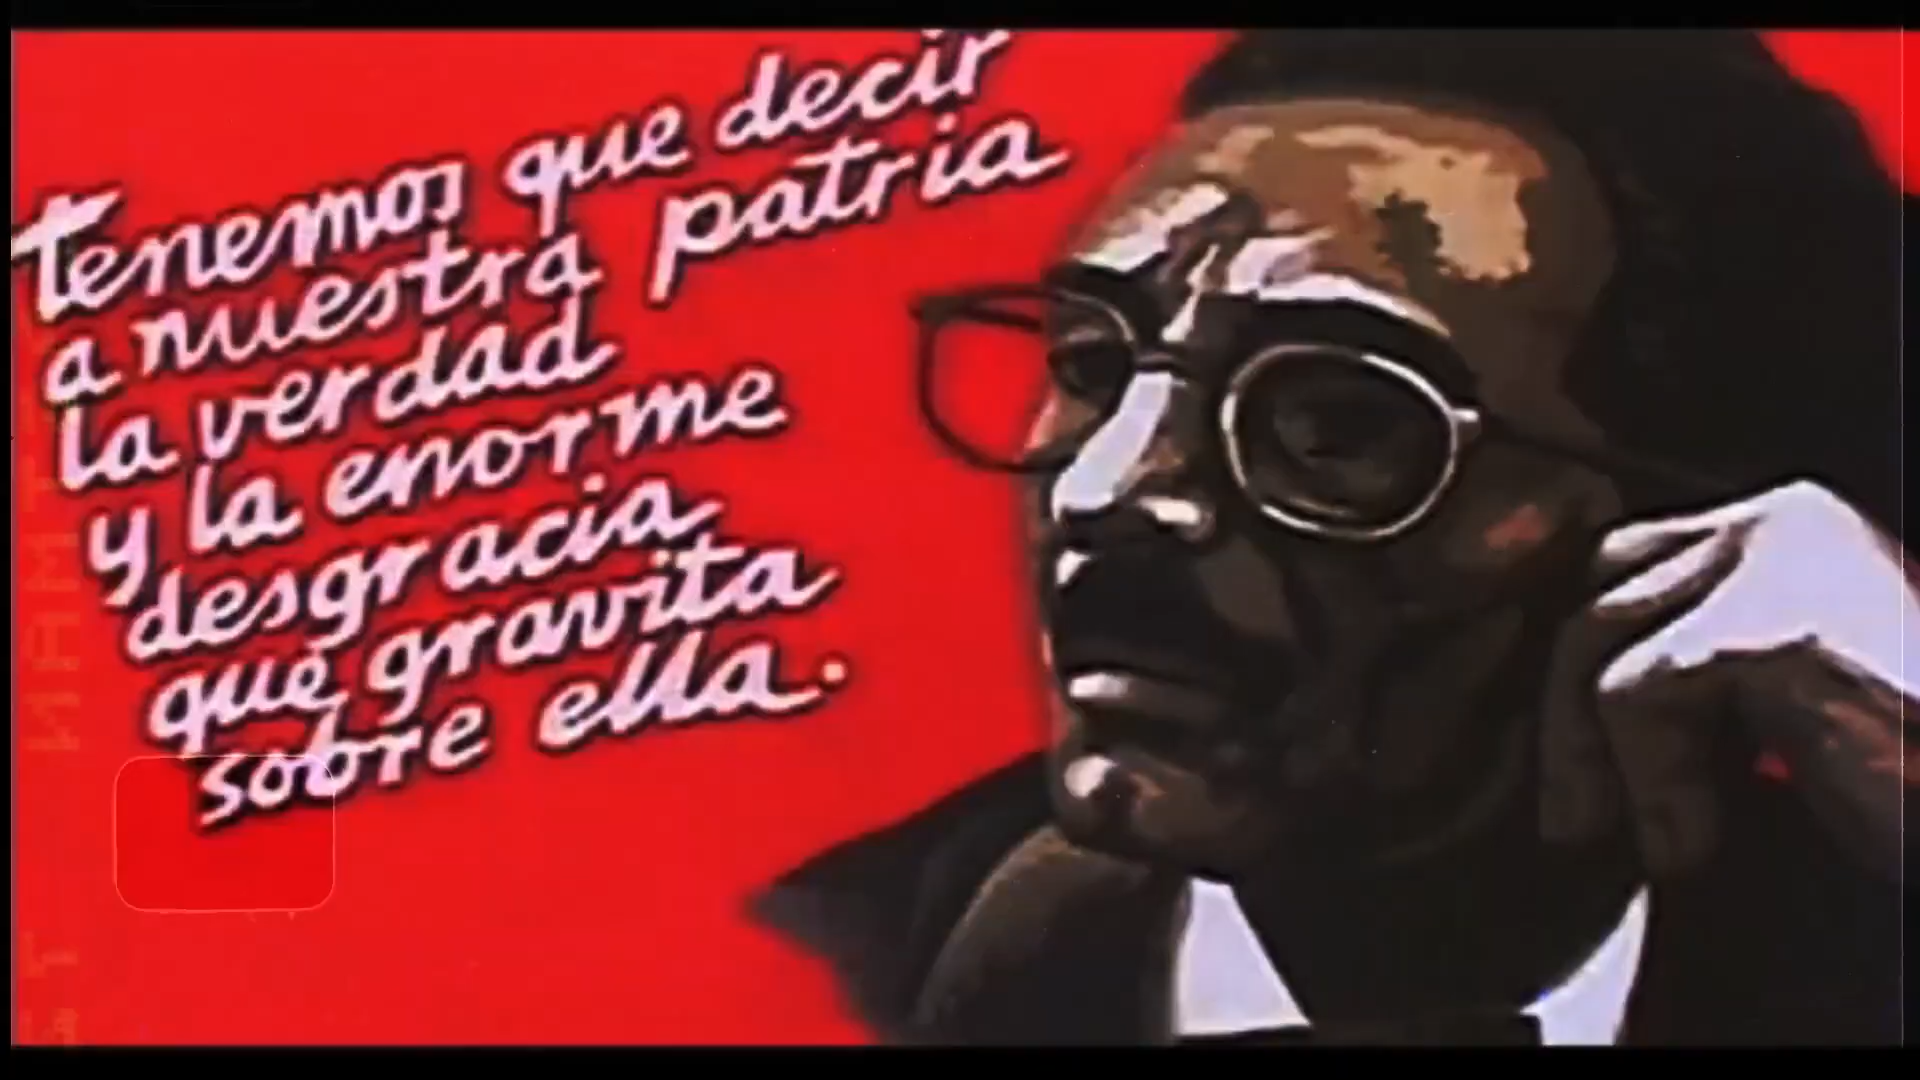 tenemos que decir
a nuestra patria
la verdad
y la enorme
desgracia
que gravita
sobre ella.